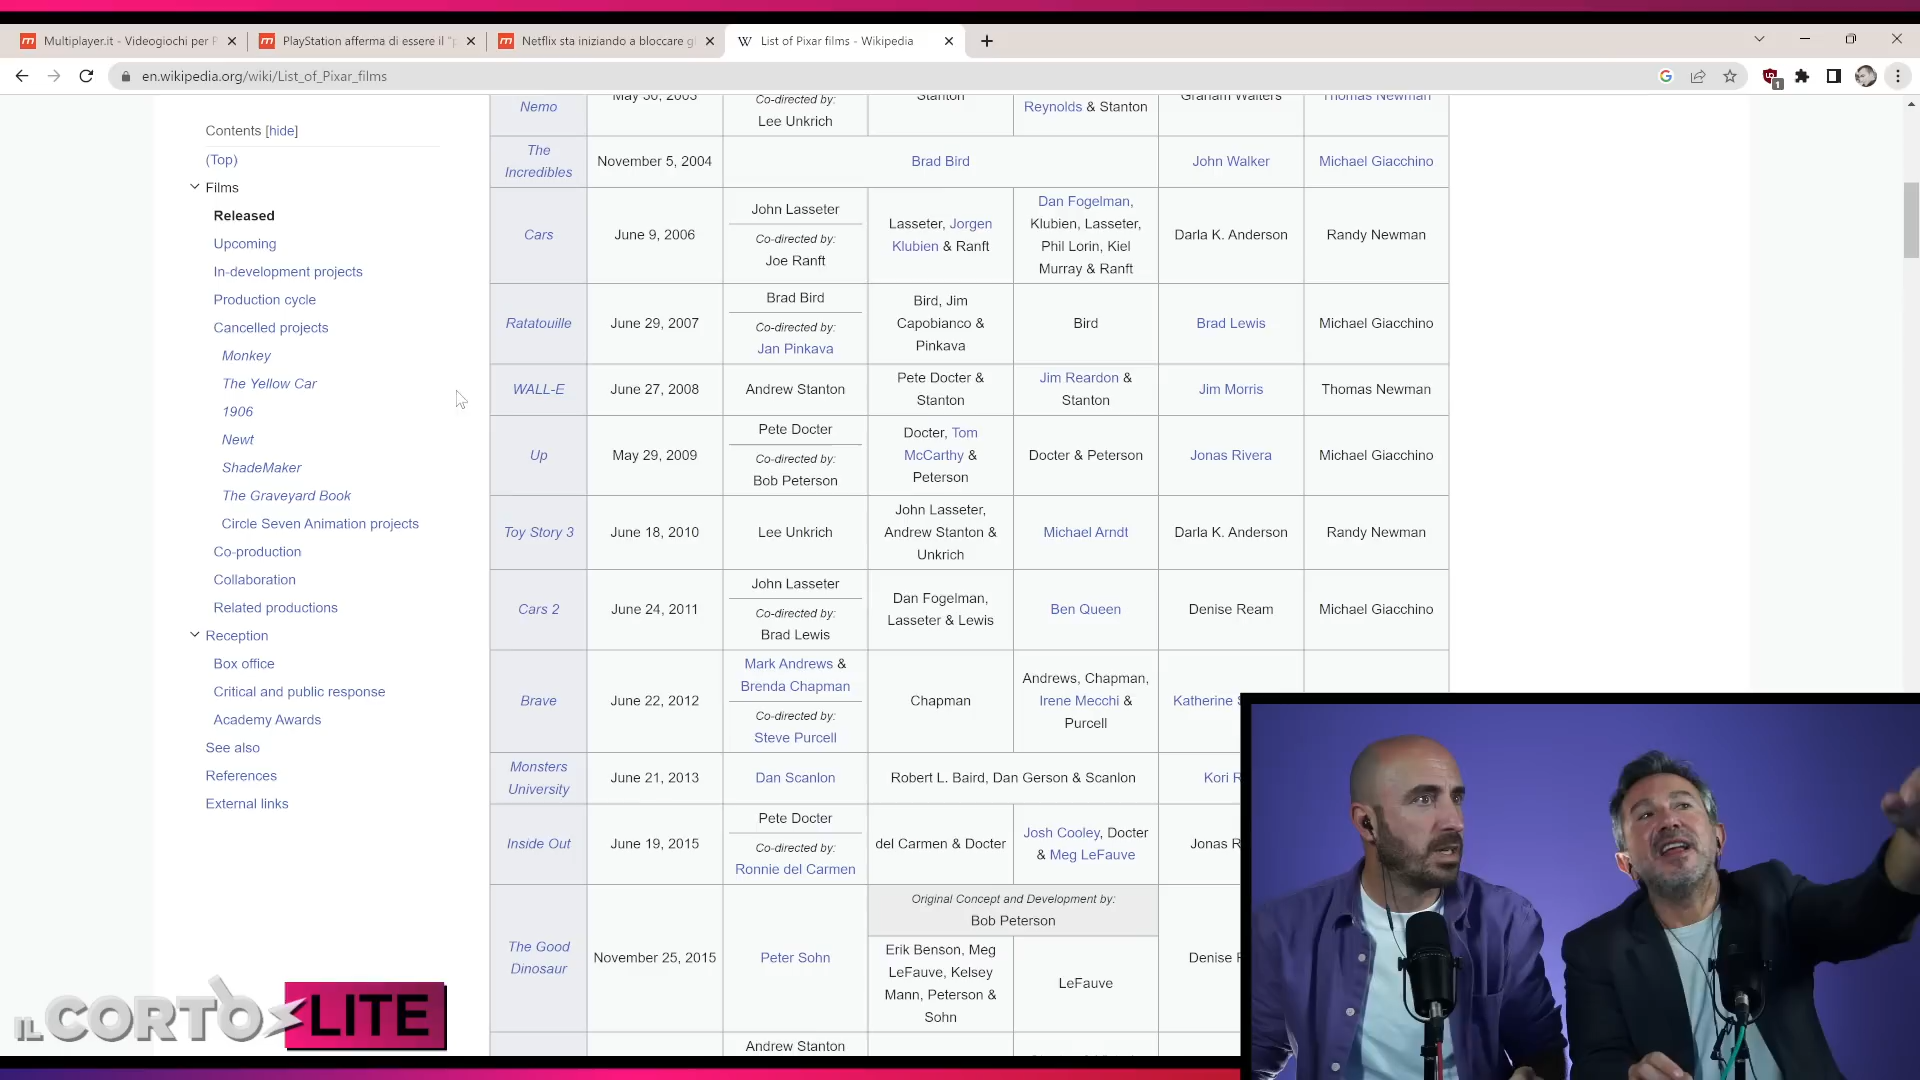 Multiplayer.it - Videogiochi per P
PlayStation afferma di essere il "p
Netflix sta iniziando a bloccare gl
List of Pixar films - Wikipedia
en.wikipedia.org/wiki/List_of_Pixar_films
1
Contents [hide]
(Top)
Films
Released
Upcoming
In-development projects
Production cycle
Cancelled projects
Monkey
The Yellow Car
1906
Newt
ShadeMaker
The Graveyard Book
Circle Seven Animation projects
Co-production
Collaboration
Related productions
Reception
Box office
Critical and public response
Academy Awards
See also
References
External links
Nemo
May 30, 2003
Co-directed by:
Lee Unkrich
Stanton
Reynolds & Stanton
Graham Walters
Thomas Newman
The
Incredibles
November 5, 2004
Brad Bird
John Walker
Michael Giacchino
Cars
June 9, 2006
John Lasseter
Co-directed by:
Joe Ranft
Lasseter, Jorgen
Klubien & Ranft
Dan Fogelman,
Klubien, Lasseter,
Phil Lorin, Kiel
Murray & Ranft
Darla K. Anderson
Randy Newman
Ratatouille
June 29, 2007
Brad Bird
Co-directed by:
Jan Pinkava
Bird, Jim
Capobianco &
Pinkava
Bird
Brad Lewis
Michael Giacchino
WALL-E
June 27, 2008
Andrew Stanton
Pete Docter &
Stanton
Jim Reardon &
Stanton
Jim Morris
Thomas Newman
Up
May 29, 2009
Pete Docter
Co-directed by:
Bob Peterson
Docter, Tom
McCarthy &
Peterson
Docter & Peterson
Jonas Rivera
Michael Giacchino
Toy Story 3
June 18, 2010
Lee Unkrich
John Lasseter,
Andrew Stanton &
Unkrich
Michael Arndt
Darla K. Anderson
Randy Newman
Cars 2
June 24, 2011
John Lasseter
Co-directed by:
Brad Lewis
Dan Fogelman,
Lasseter & Lewis
Ben Queen
Denise Ream
Michael Giacchino
Brave
June 22, 2012
Mark Andrews &
Brenda Chapman
Co-directed by:
Steve Purcell
Chapman
Andrews, Chapman,
Irene Mecchi &
Purcell
Katherine S
Monsters
University
June 21, 2013
Dan Scanlon
Robert L. Baird, Dan Gerson & Scanlon
Kori R
Inside Out
June 19, 2015
Pete Docter
Co-directed by:
Ronnie del Carmen
del Carmen & Docter
Josh Cooley, Docter
& Meg LeFauve
Jonas R
The Good
Dinosaur
November 25, 2015
Peter Sohn
Original Concept and Development by:
Bob Peterson
Erik Benson, Meg
LeFauve, Kelsey
Mann, Peterson &
Sohn
LeFauve
Denise
Andrew Stanton
IL CORTO LITE